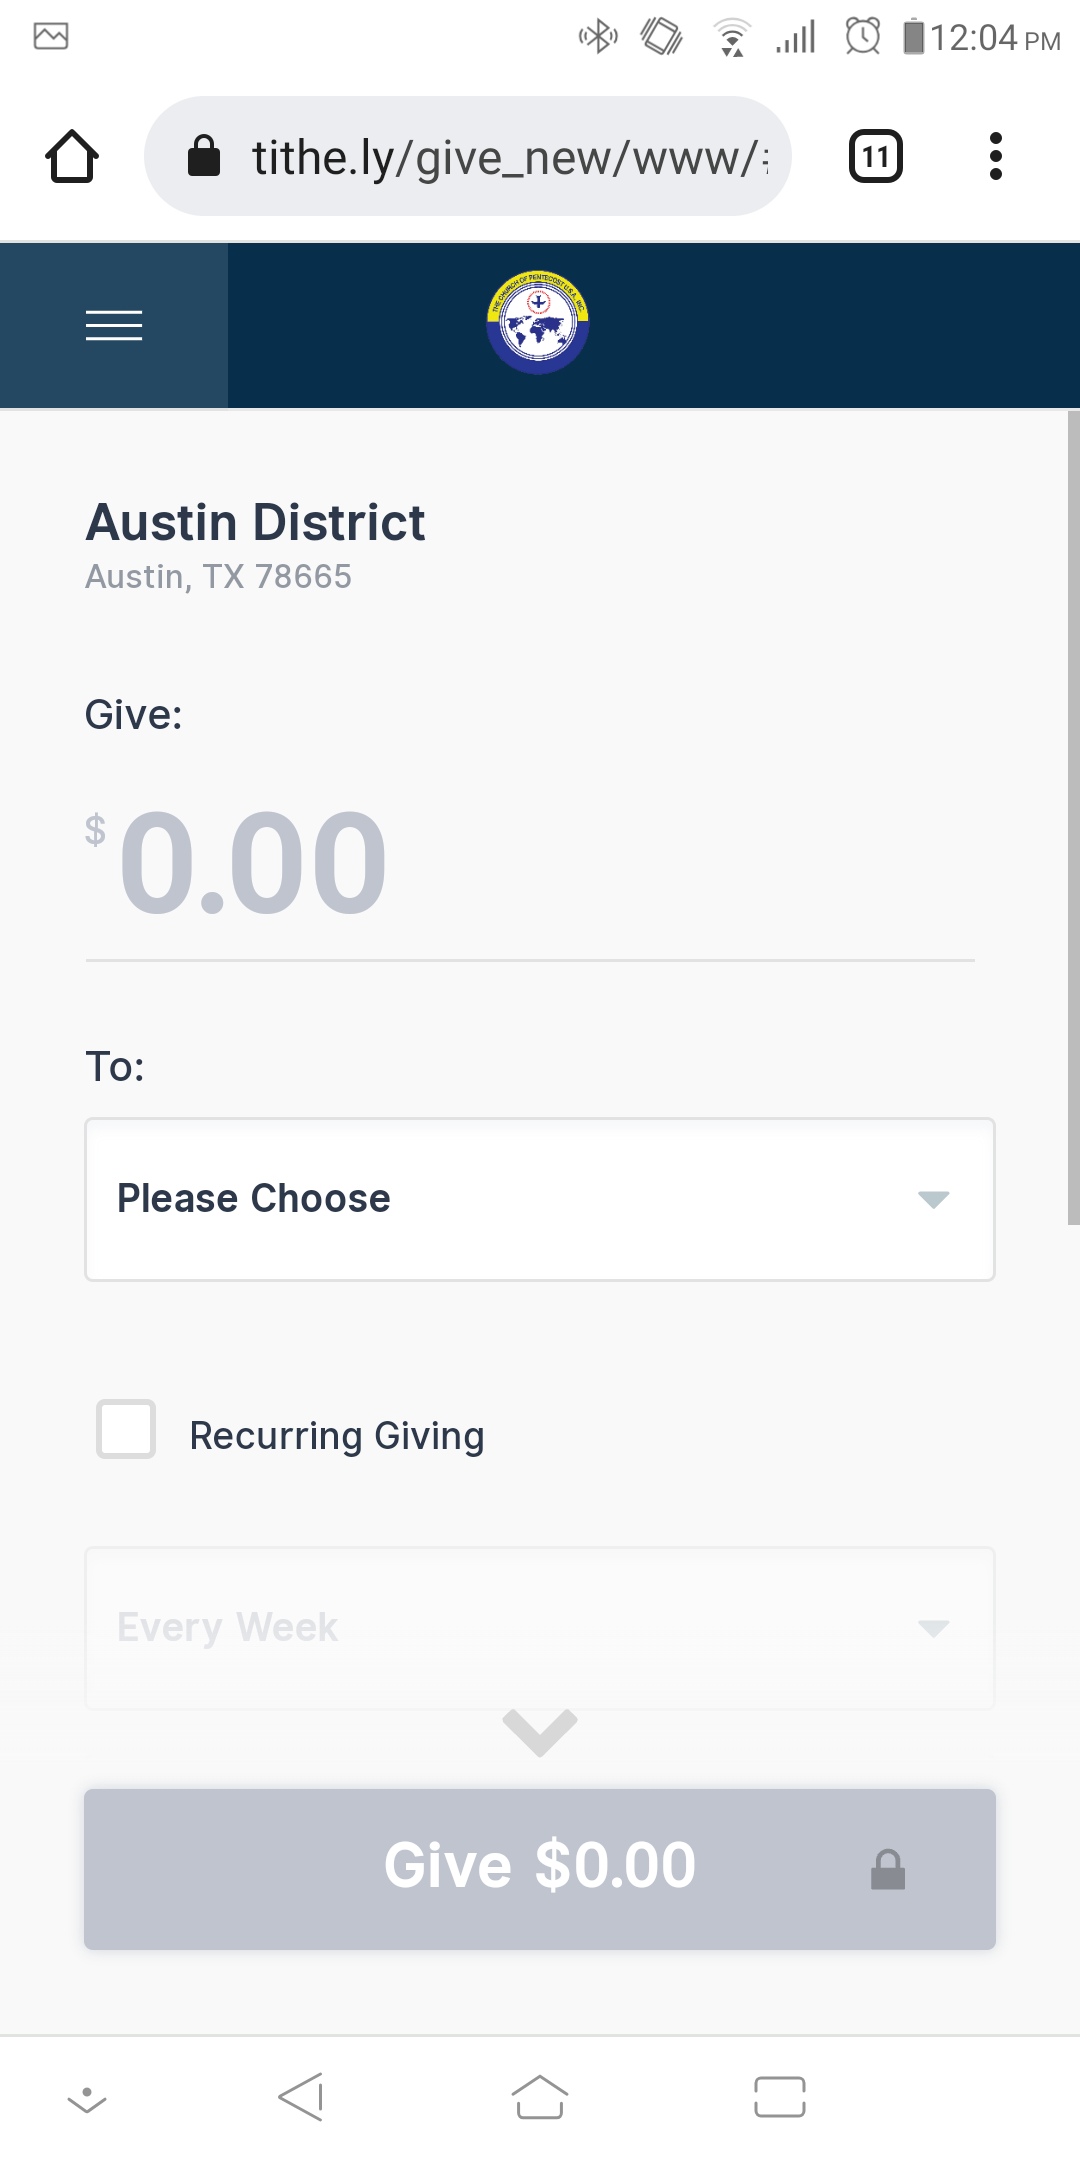 12:04 PM
tithe.ly/give_new/www/
11
THE CHURCH OF PENTECOST U.S.A. INC.
Austin District
Austin, TX 78665
Give:
$ 0.00
To:
Please Choose
Recurring Giving
Every Week
Give $0.00